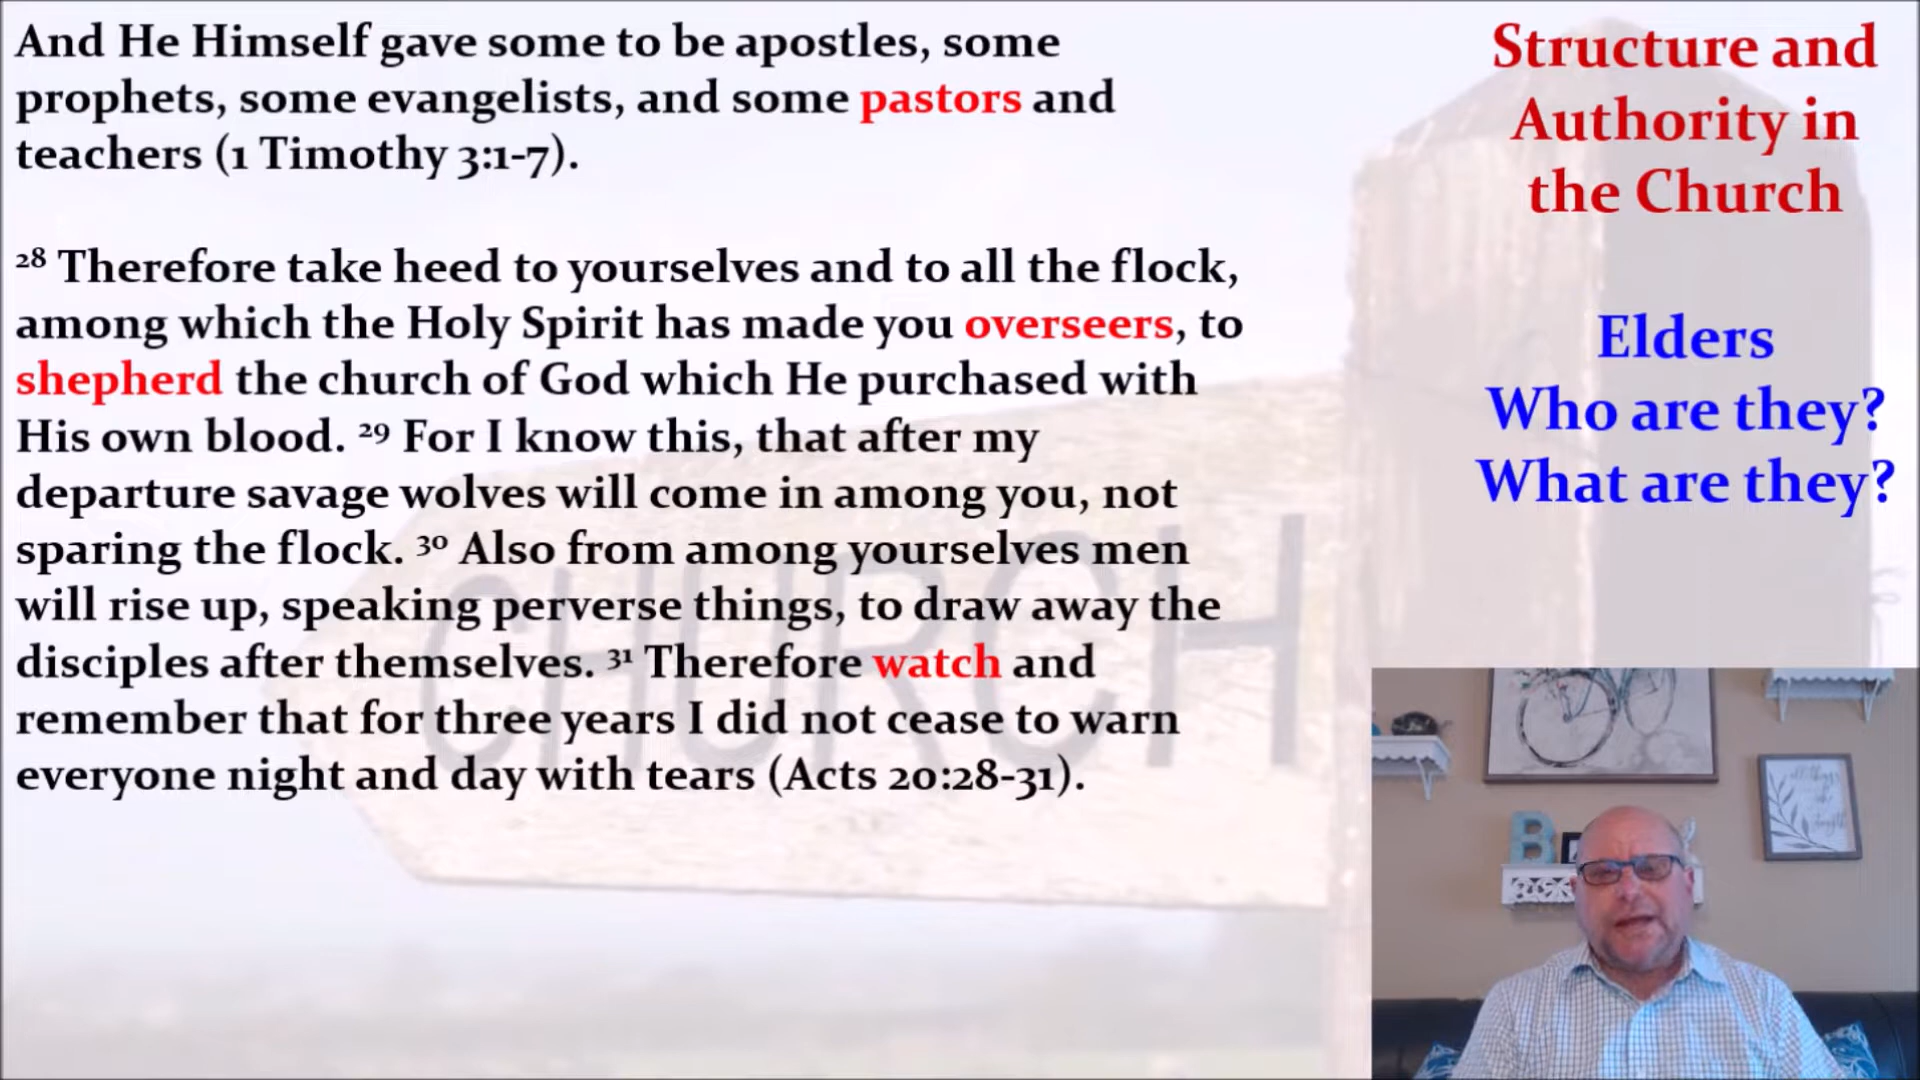 And He Himself gave some to be apostles, some
prophets, some evangelists, and some pastors and
teachers (1 Timothy 3:1-7).
28 Therefore take heed to yourselves and to all the flock,
among which the Holy Spirit has made you overseers, to
shepherd the church of God which He purchased with
His own blood. 29 For I know this, that after my
departure savage wolves will come in among you, not
sparing the flock. 30 Also from among yourselves men
will rise up, speaking perverse things, to draw away the
disciples after themselves. 31 Therefore watch and
remember that for three years I did not cease to warn
everyone night and day with tears (Acts 20:28-31).
CHURCH
Structure and
Authority in
the Church
Elders
Who are they?
What are they?
B